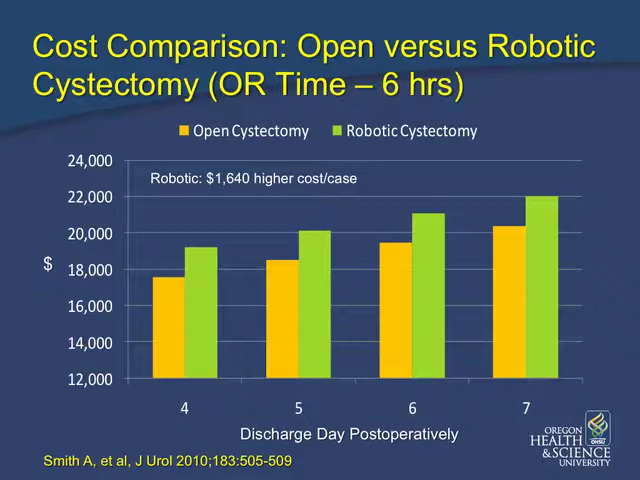 Cost Comparison: Open versus Robotic
Cystectomy (OR Time – 6 hrs)
Open Cystectomy
Robotic Cystectomy
24,000
Robotic: $1,640 higher cost/case
22,000
20,000
$
18,000
16,000
14,000
12,000
4
5
6
7
Discharge Day Postoperatively
Smith A, et al, J Urol 2010;183:505-509
OREGON
HEALTH
&SCIENCE
UNIVERSITY
OHSU